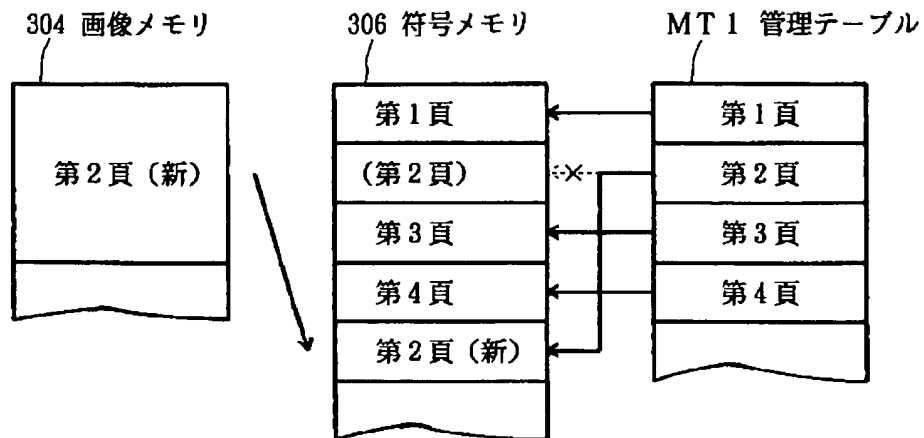 304 画像メモリ
306 符号メモリ
MT1 管理テーブル
第2頁(新)
第1頁
(第2頁)
第3頁
第4頁
第2頁(新)
第1頁
第2頁
第3頁
第4頁